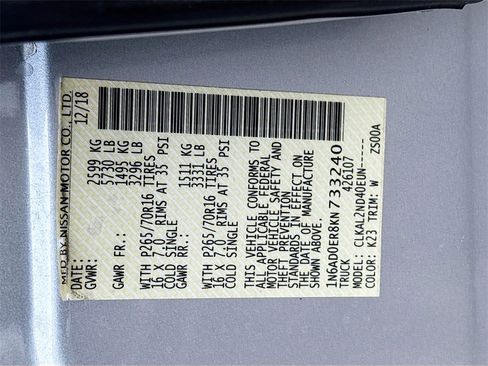 MFD BY NISSAN MOTOR CO., LTD.
DATE: 12/18
GVWR: 2599 KG
5730 LB
GAWR FR.: 1495 KG
3296 LB
WITH P265/70R16 TIRES
16 X 7.0 RIMS AT 35 PSI
COLD SINGLE
GAWR RR.: 1511 KG
3331 LB
WITH P265/70R16 TIRES
16 X 7.0 RIMS AT 35 PSI
COLD SINGLE
THIS VEHICLE CONFORMS TO
ALL APPLICABLE FEDERAL
MOTOR VEHICLE SAFETY AND
THEFT PREVENTION
STANDARDS IN EFFECT ON
THE DATE OF MANUFACTURE
SHOWN ABOVE.
1N6AD0ER8KN733240
TRUCK 426107
MODEL: CLKAL2ND40EUN-----
COLOR: K23 TRIM: W ZS00A